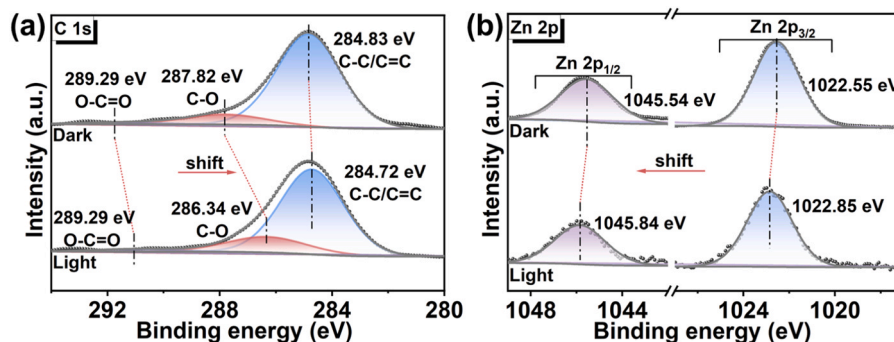 (a)
C 1s
284.83 eV
C-C/C=C
289.29 eV
O-C=O
287.82 eV
C-O
Dark
shift
284.72 eV
C-C/C=C
286.34 eV
C-O
289.29 eV
O-C=O
Light
Intensity (a.u.)
291 288 284 280
Binding energy (eV)
(b)
Zn 2p
Zn 2p3/2
Zn 2p1/2
1022.55 eV
1045.54 eV
Dark
shift
1045.84 eV
1022.85 eV
Light
Intensity (a.u.)
1048 1044 1024 1020
Binding energy (eV)